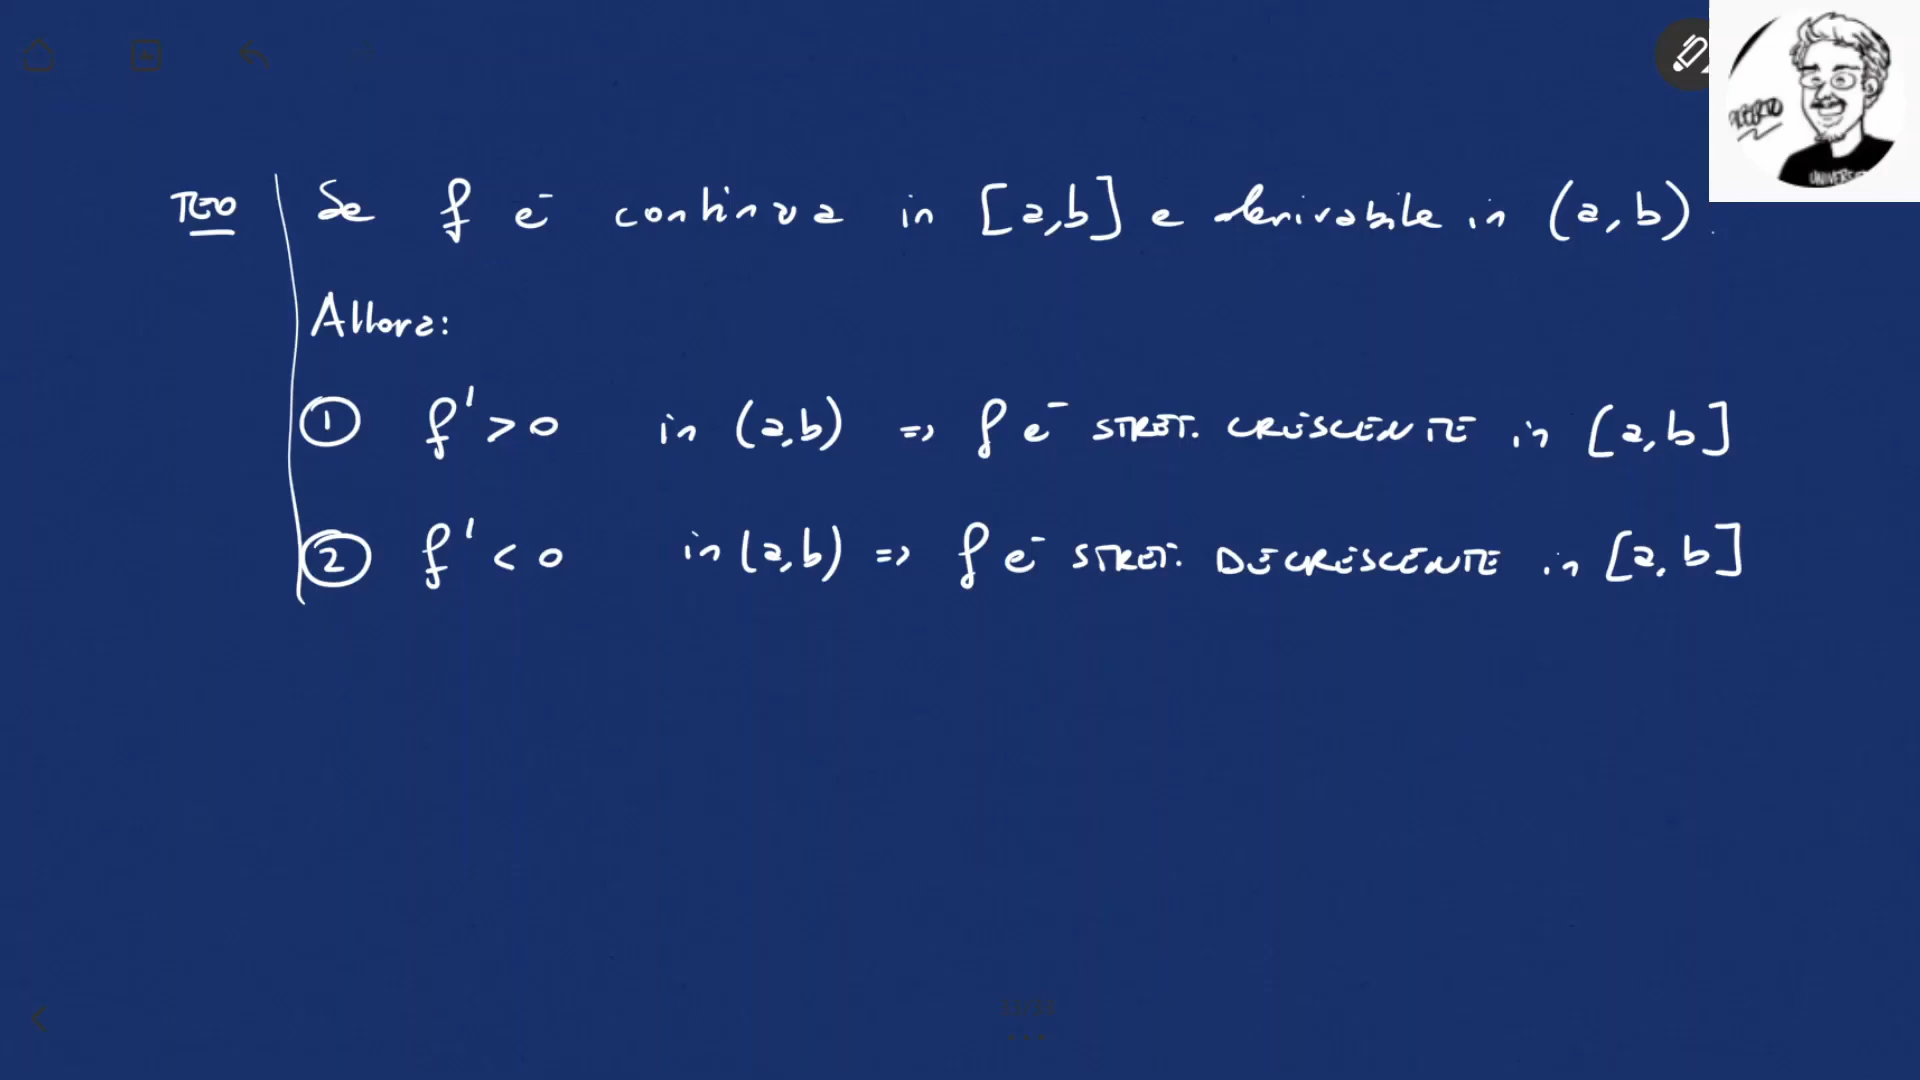 TEO Se f è continua in [a,b] e derivabile in (a,b).
Allora:
① f' > 0 in (a,b) => f è STRET. CRESCENTE in [a,b]
② f' < 0 in (a,b) => f è STRET. DECRESCENTE in [a,b]